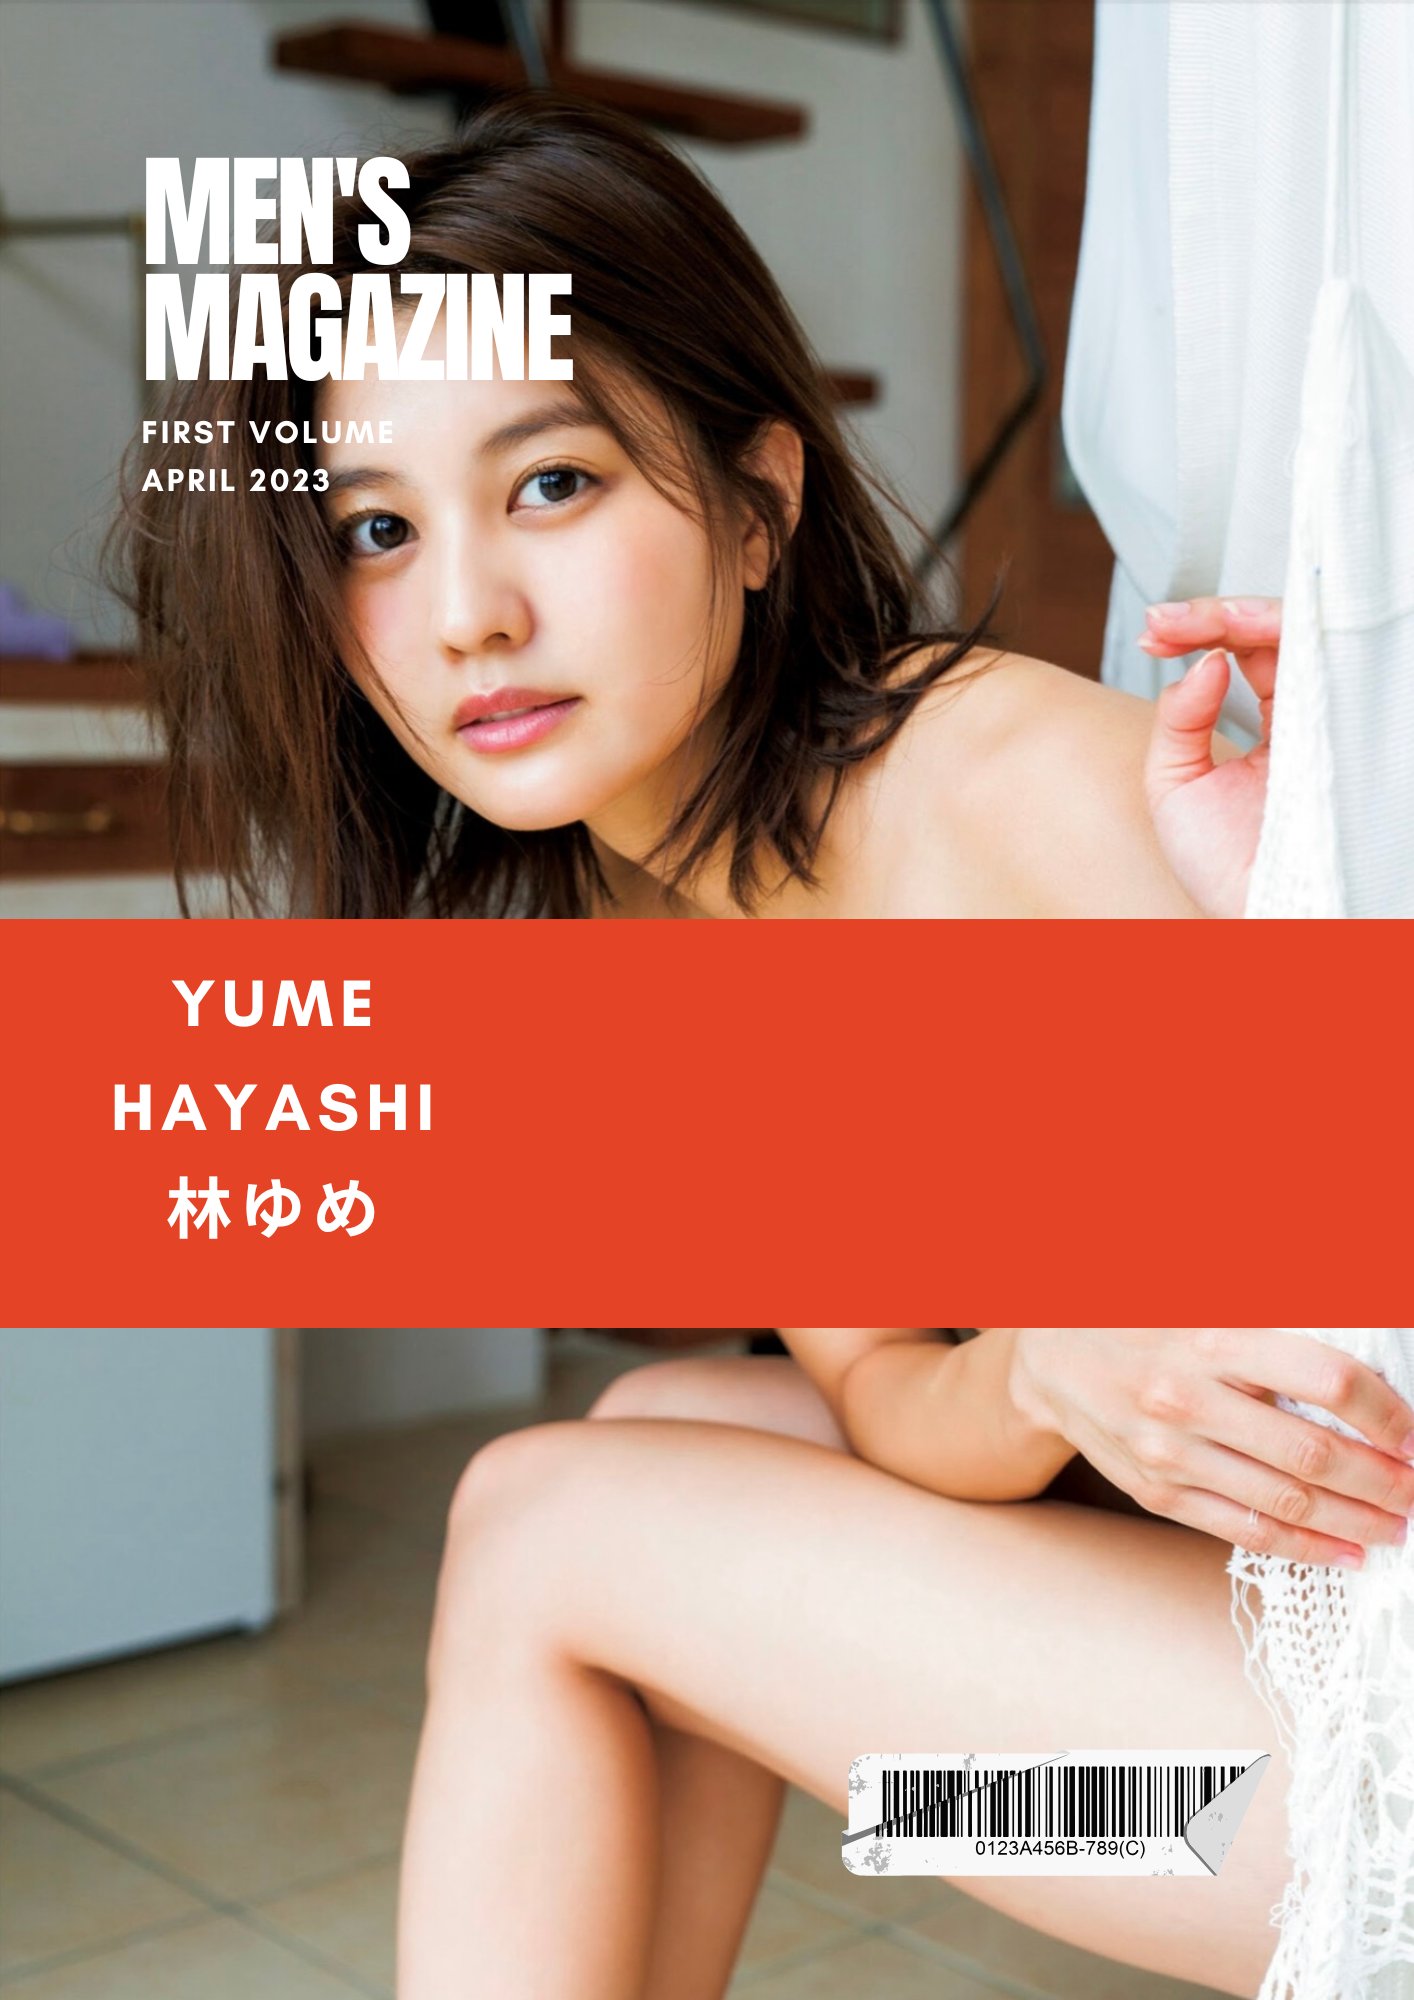 MEN'S
MAGAZINE
FIRST VOLUME
APRIL 2023
YUME
HAYASHI
林ゆめ
0123A456B-789(C)